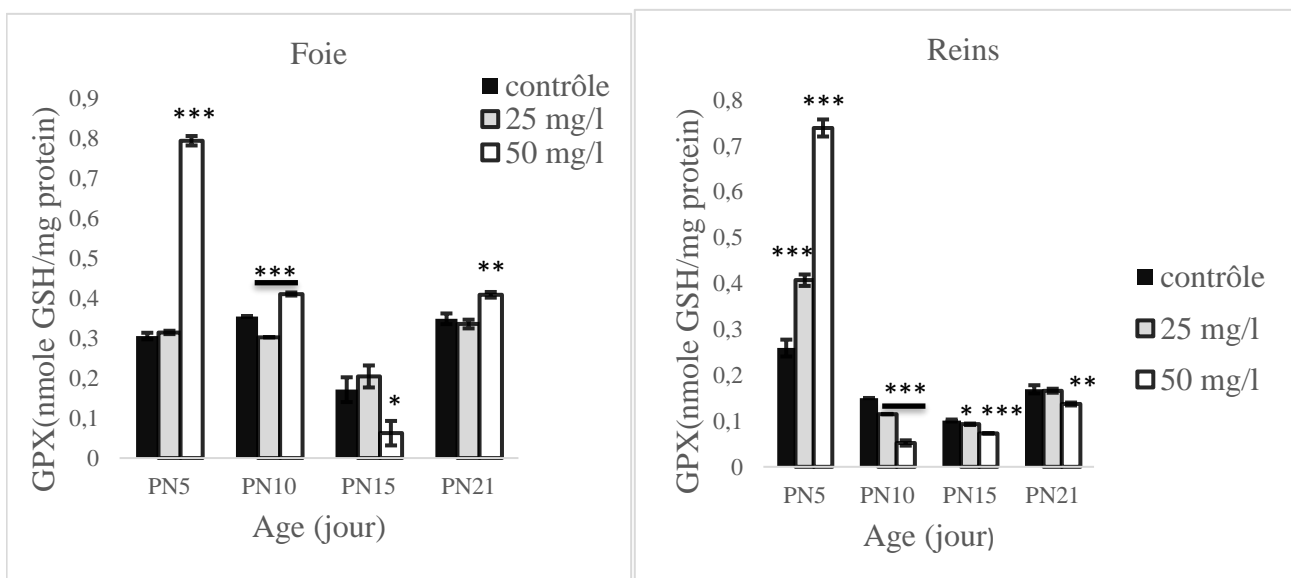 Foie
contrôle
25 mg/l
50 mg/l
GPX(nmole GSH/mg protein)
0,9
0,8
0,7
0,6
0,5
0,4
0,3
0,2
0,1
0
***
***
*
**
PN5 PN10 PN15 PN21
Age (jour)
Reins
contrôle
25 mg/l
50 mg/l
GPX(nmole GSH/mg protein)
0,8
0,7
0,6
0,5
0,4
0,3
0,2
0,1
0
***
***
***
* ***
**
PN5 PN10 PN15 PN21
Age (jour)